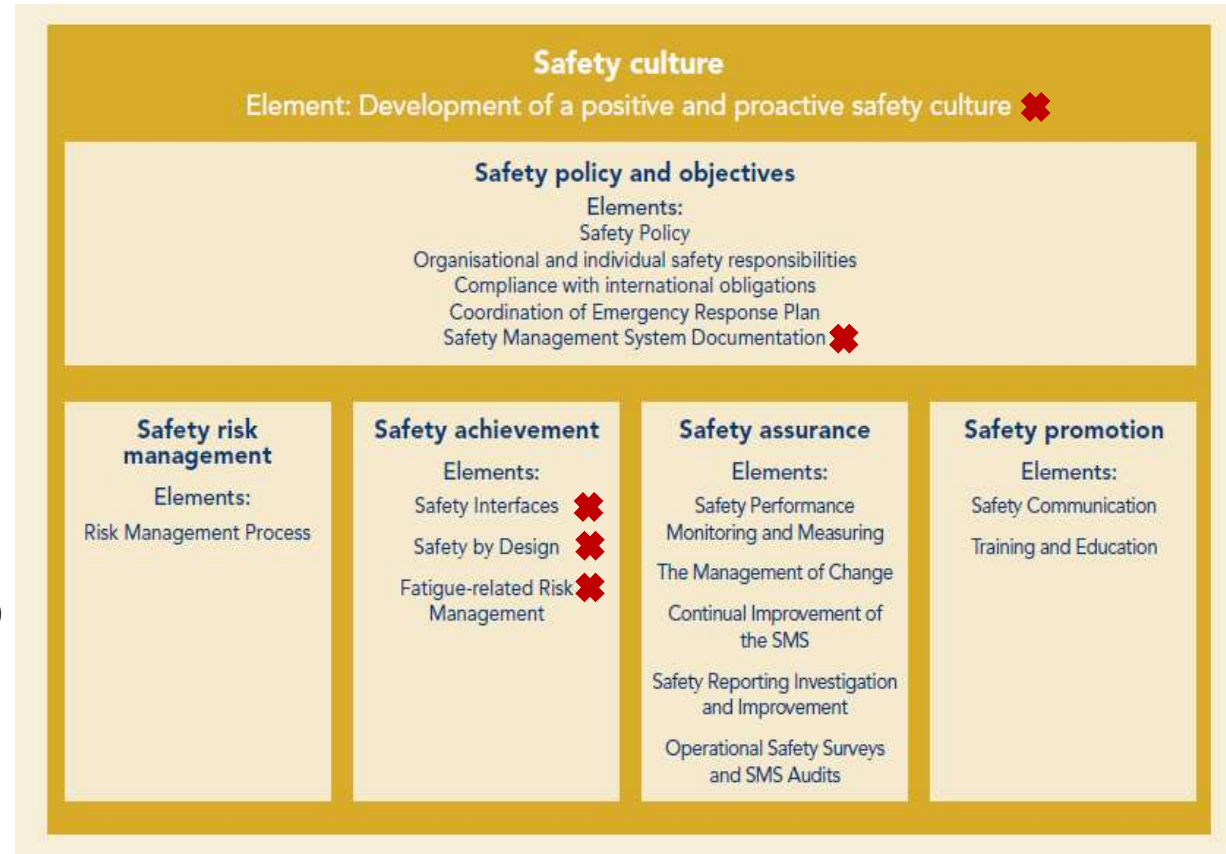 Safety culture
Element: Development of a positive and proactive safety culture
Safety policy and objectives
Elements:
Safety Policy
Organisational and individual safety responsibilities
Compliance with international obligations
Coordination of Emergency Response Plan
Safety Management System Documentation
Safety risk
management
Elements:
Risk Management Process
Safety achievement
Elements:
Safety Interfaces
Safety by Design
Fatigue-related Risk
Management
Safety assurance
Elements:
Safety Performance
Monitoring and Measuring
The Management of Change
Continual Improvement of
the SMS
Safety Reporting Investigation
and Improvement
Operational Safety Surveys
and SMS Audits
Safety promotion
Elements:
Safety Communication
Training and Education
)